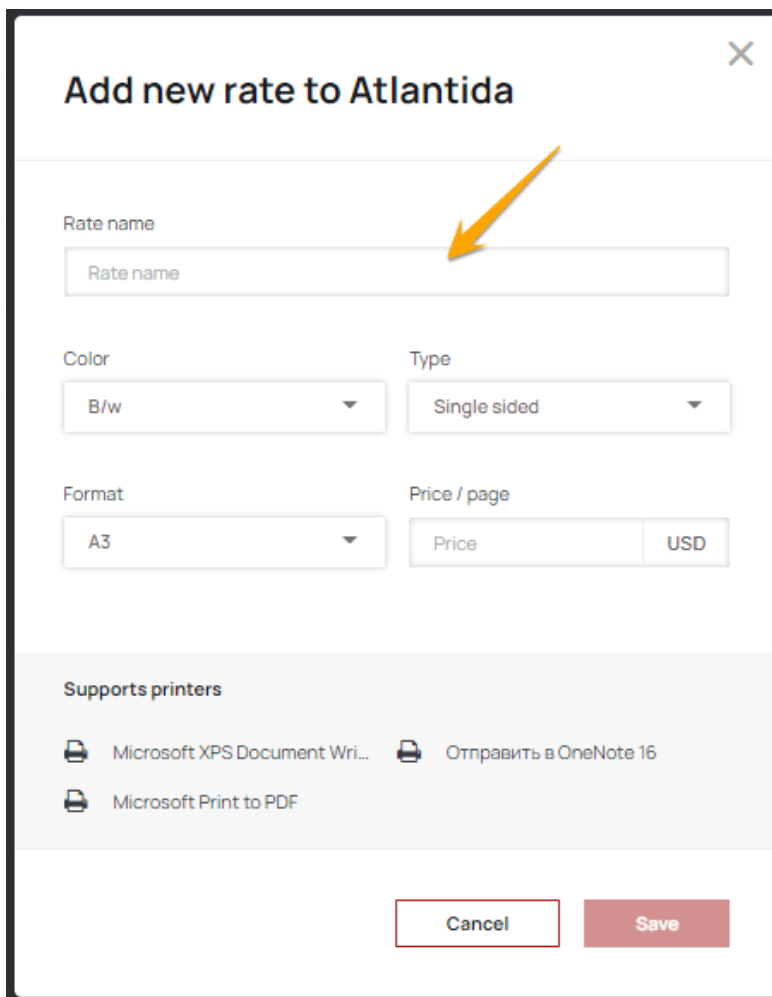 Add new rate to Atlantida
Rate name
Rate name
Color Type
B/w Single sided
Format Price / page
A3 Price USD
Supports printers
Microsoft XPS Document Wri... Отправить в OneNote 16
Microsoft Print to PDF
Cancel Save